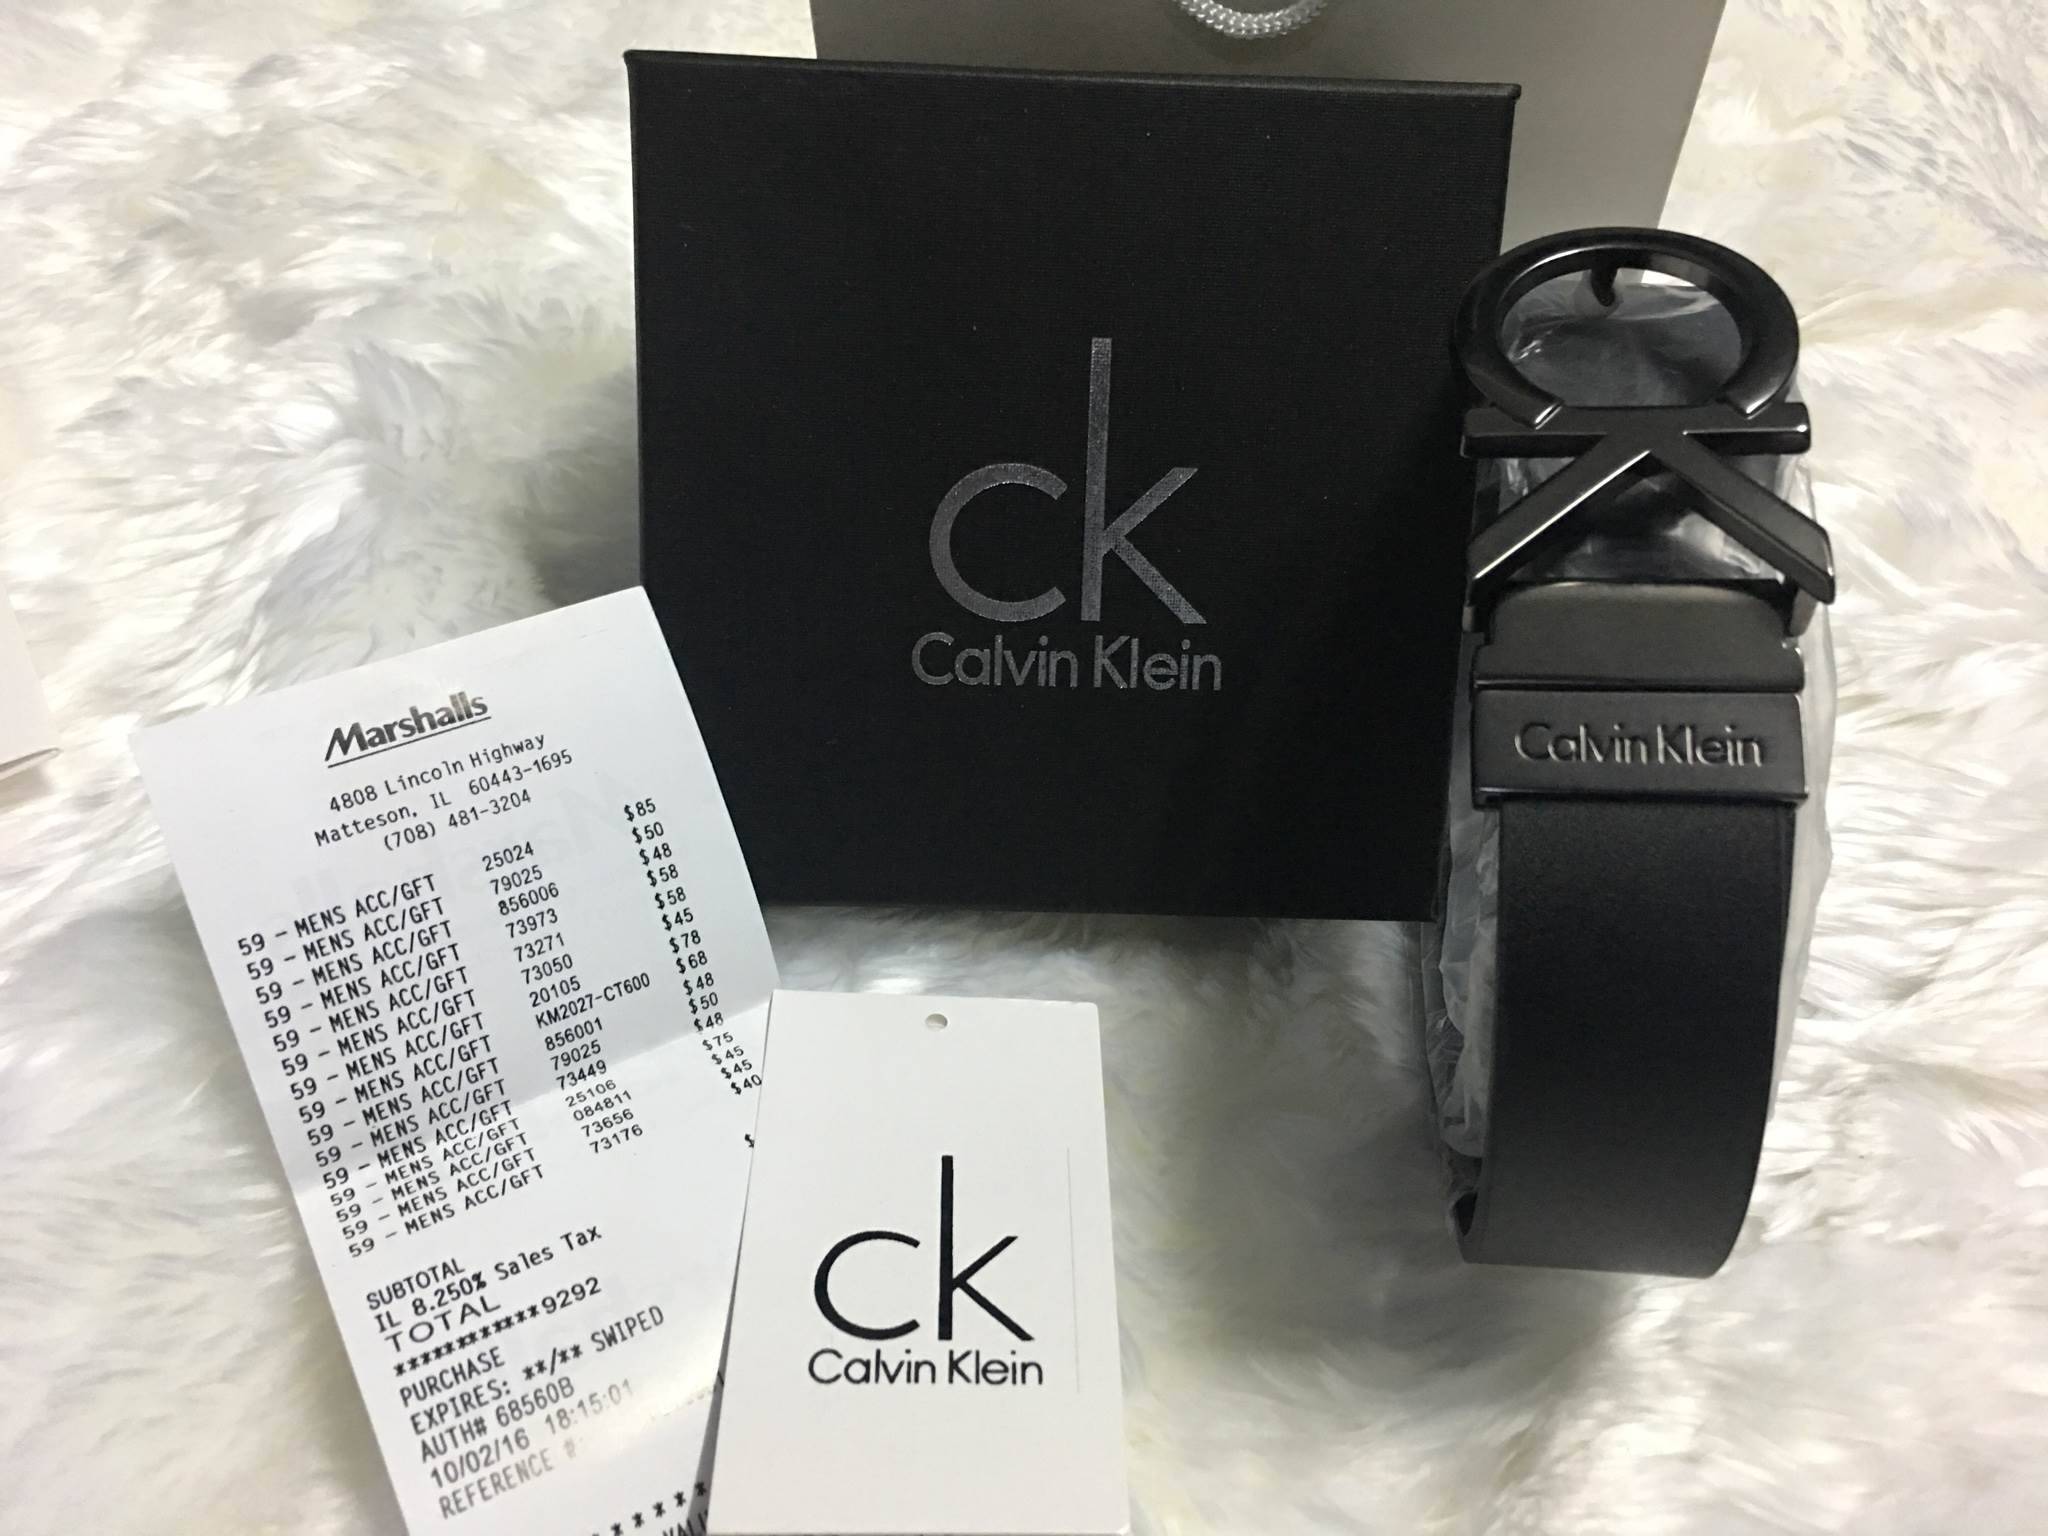 ck
Calvin Klein
CK
Calvin Klein
Marshalls
4808 Lincoln Highway
Matteson, IL 60443-1695
(708) 481-3204
59 - MENS ACC/GFT 25024 $85
59 - MENS ACC/GFT 79025 $50
59 - MENS ACC/GFT 856006 $48
59 - MENS ACC/GFT 73973 $58
59 - MENS ACC/GFT 73271 $58
59 - MENS ACC/GFT 73050 $45
59 - MENS ACC/GFT 20105 $78
59 - MENS ACC/GFT KM2027-CT600 $68
59 - MENS ACC/GFT 856001 $48
59 - MENS ACC/GFT 79025 $50
59 - MENS ACC/GFT 73449 $48
59 - MENS ACC/GFT 25106 $75
59 - MENS ACC/GFT 084811 $45
59 - MENS ACC/GFT 73656 $45
59 - MENS ACC/GFT 73176 $40
SUBTOTAL $
IL 8.250% Sales Tax
TOTAL
************9292
PURCHASE
EXPIRES: **/** SWIPED
AUTH# 68560B
10/02/16 18:15:01
REFERENCE #:
ck
Calvin Klein